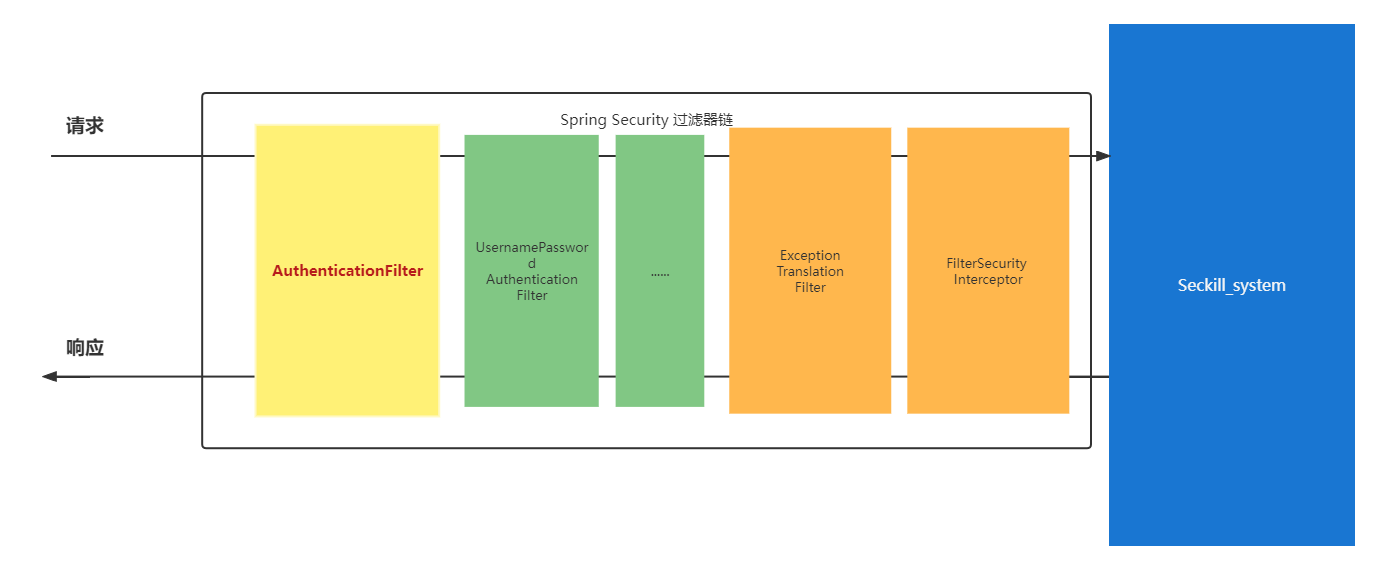 请求
Spring Security 过滤器链
AuthenticationFilter
UsernamePasswor
d
Authentication
Filter
......
Exception
Translation
Filter
FilterSecurity
Interceptor
Seckill_system
响应